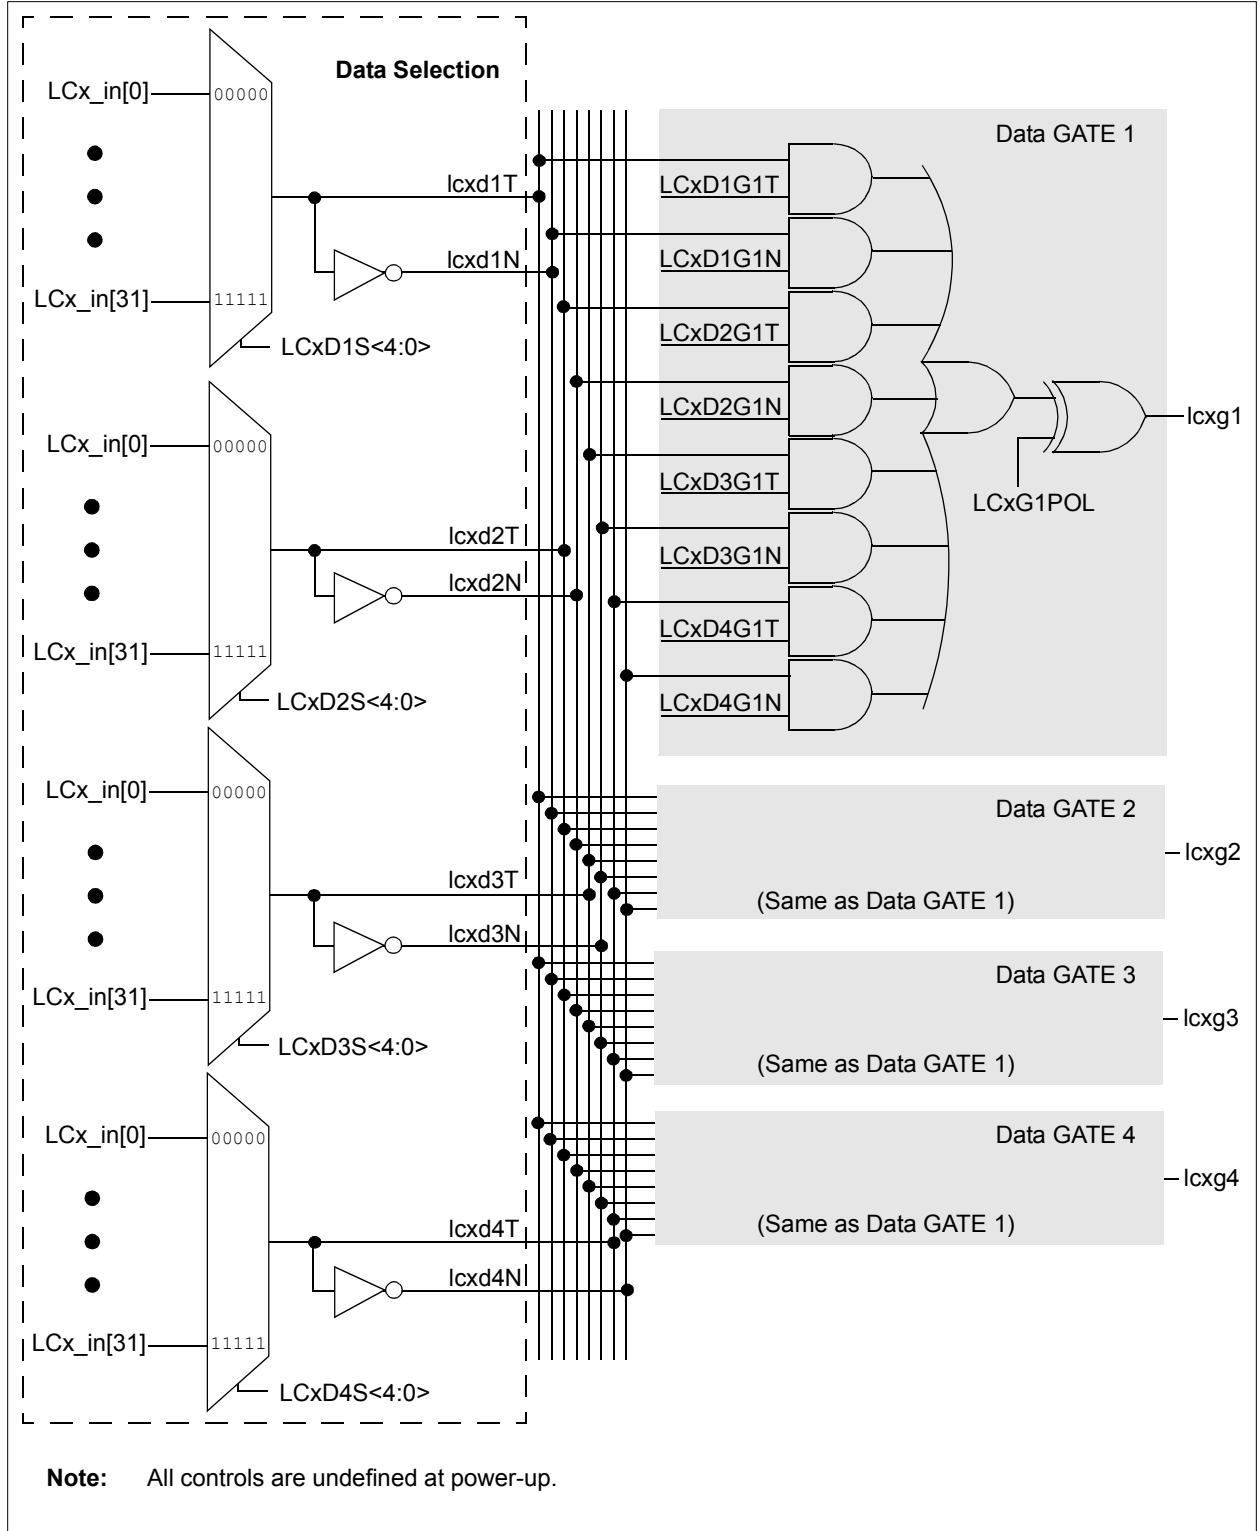 Data Selection
LCx_in[0]
00000
lcxd1T
lcxd1N
LCx_in[31]
11111
LCxD1S<4:0>
LCx_in[0]
00000
lcxd2T
lcxd2N
LCx_in[31]
11111
LCxD2S<4:0>
LCx_in[0]
00000
lcxd3T
lcxd3N
LCx_in[31]
11111
LCxD3S<4:0>
LCx_in[0]
00000
lcxd4T
lcxd4N
LCx_in[31]
11111
LCxD4S<4:0>
Data GATE 1
LCxD1G1T
LCxD1G1N
LCxD2G1T
LCxD2G1N
LCxD3G1T
LCxD3G1N
LCxD4G1T
LCxD4G1N
LCxG1POL
lcxg1
Data GATE 2
(Same as Data GATE 1)
lcxg2
Data GATE 3
(Same as Data GATE 1)
lcxg3
Data GATE 4
(Same as Data GATE 1)
lcxg4
Note: All controls are undefined at power-up.